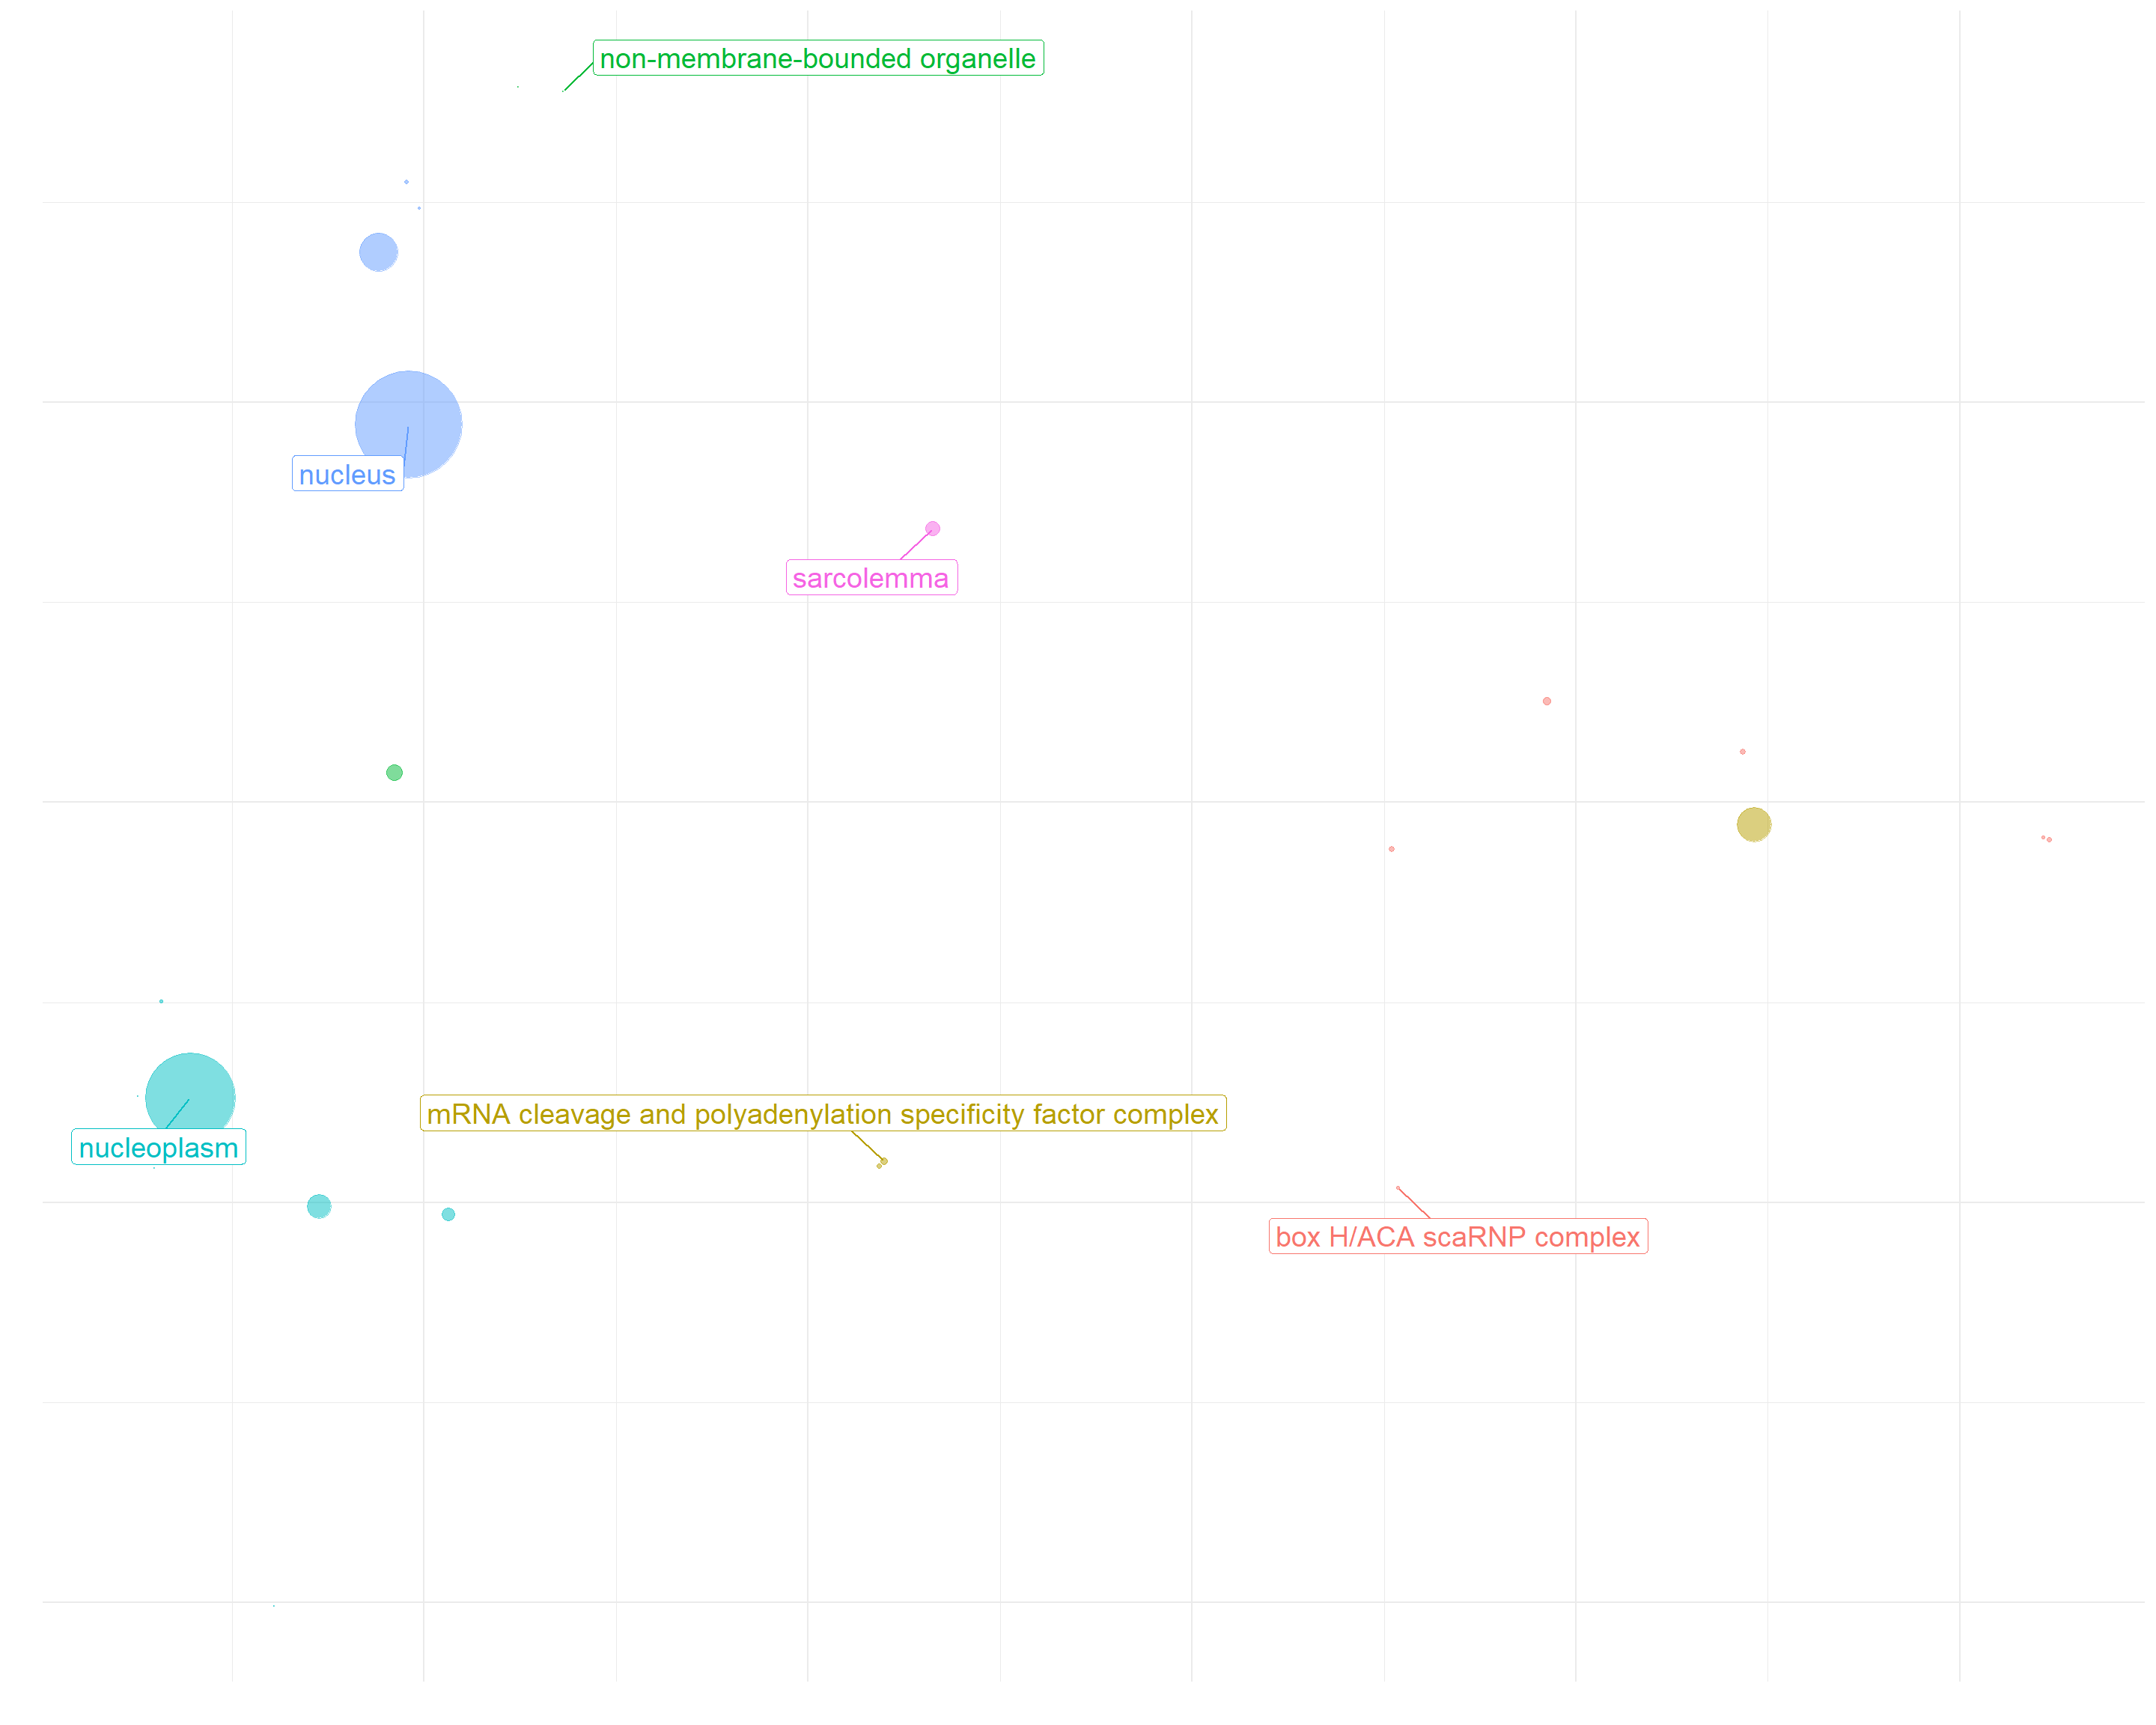 non-membrane-bounded organelle
nucleus
sarcolemma
mRNA cleavage and polyadenylation specificity factor complex
nucleoplasm
box H/ACA scaRNP complex